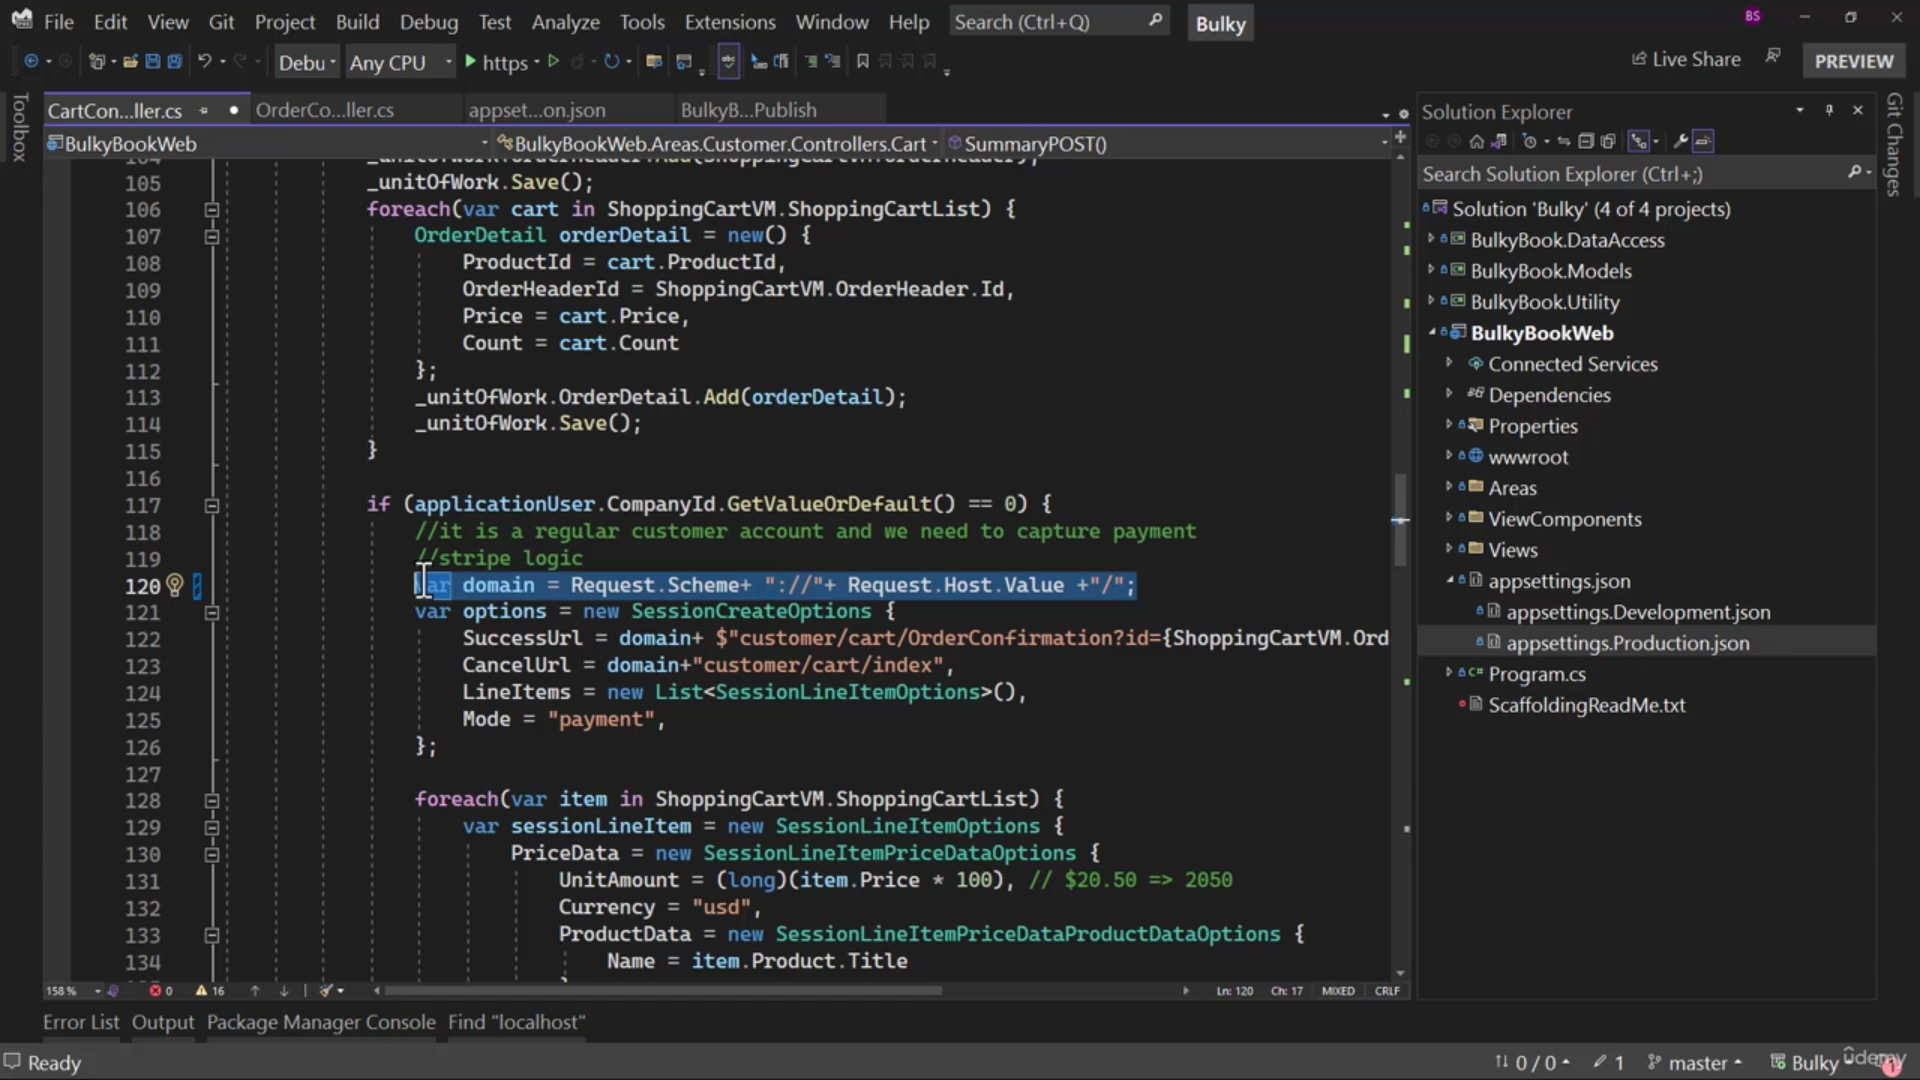 File Edit View Git Project Build Debug Test Analyze Tools Extensions Window Help Search (Ctrl+Q) Bulky BS
Debu Any CPU https Live Share PREVIEW
Toolbox
CartCon...ller.cs OrderCo...ller.cs appset...on.json BulkyB...Publish
BulkyBookWeb BulkyBookWeb.Areas.Customer.Controllers.Cart SummaryPOST()
105 _unitOfWork.Save();
106 foreach(var cart in ShoppingCartVM.ShoppingCartList) {
107 OrderDetail orderDetail = new() {
108 ProductId = cart.ProductId,
109 OrderHeaderId = ShoppingCartVM.OrderHeader.Id,
110 Price = cart.Price,
111 Count = cart.Count
112 };
113 _unitOfWork.OrderDetail.Add(orderDetail);
114 _unitOfWork.Save();
115 }
116
117 if (applicationUser.CompanyId.GetValueOrDefault() == 0) {
118 //it is a regular customer account and we need to capture payment
119 //stripe logic
120 var domain = Request.Scheme+ "://"+ Request.Host.Value +"/";
121 var options = new SessionCreateOptions {
122 SuccessUrl = domain+ $"customer/cart/OrderConfirmation?id={ShoppingCartVM.Ord
123 CancelUrl = domain+"customer/cart/index",
124 LineItems = new List<SessionLineItemOptions>(),
125 Mode = "payment",
126 };
127
128 foreach(var item in ShoppingCartVM.ShoppingCartList) {
129 var sessionLineItem = new SessionLineItemOptions {
130 PriceData = new SessionLineItemPriceDataOptions {
131 UnitAmount = (long)(item.Price * 100), // $20.50 => 2050
132 Currency = "usd",
133 ProductData = new SessionLineItemPriceDataProductDataOptions {
134 Name = item.Product.Title
158 % 0 16 Ln: 120 Ch: 17 MIXED CRLF
Error List Output Package Manager Console Find "localhost"
Ready 0 / 0 1 master Bulky udemy 1
Solution Explorer
Search Solution Explorer (Ctrl+;)
Solution 'Bulky' (4 of 4 projects)
BulkyBook.DataAccess
BulkyBook.Models
BulkyBook.Utility
BulkyBookWeb
Connected Services
Dependencies
Properties
wwwroot
Areas
ViewComponents
Views
appsettings.json
appsettings.Development.json
appsettings.Production.json
Program.cs
ScaffoldingReadMe.txt
Git Changes